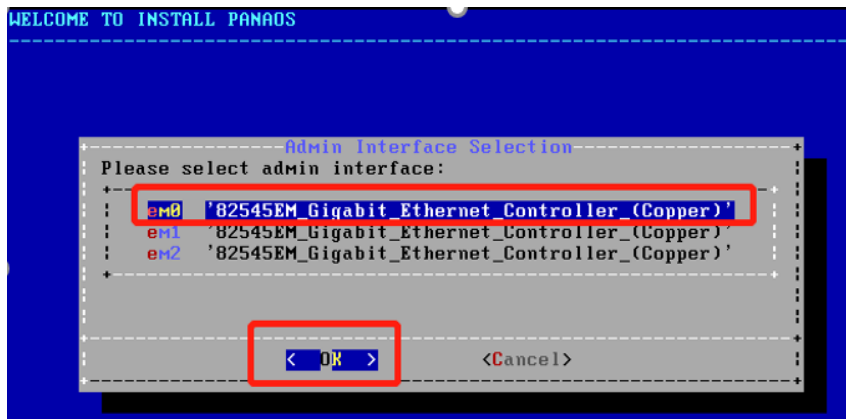 WELCOME TO INSTALL PANAOS
Admin Interface Selection
Please select admin interface:
em0 '82545EM_Gigabit_Ethernet_Controller_(Copper)'
em1 '82545EM_Gigabit_Ethernet_Controller_(Copper)'
em2 '82545EM_Gigabit_Ethernet_Controller_(Copper)'
< OK > <Cancel>